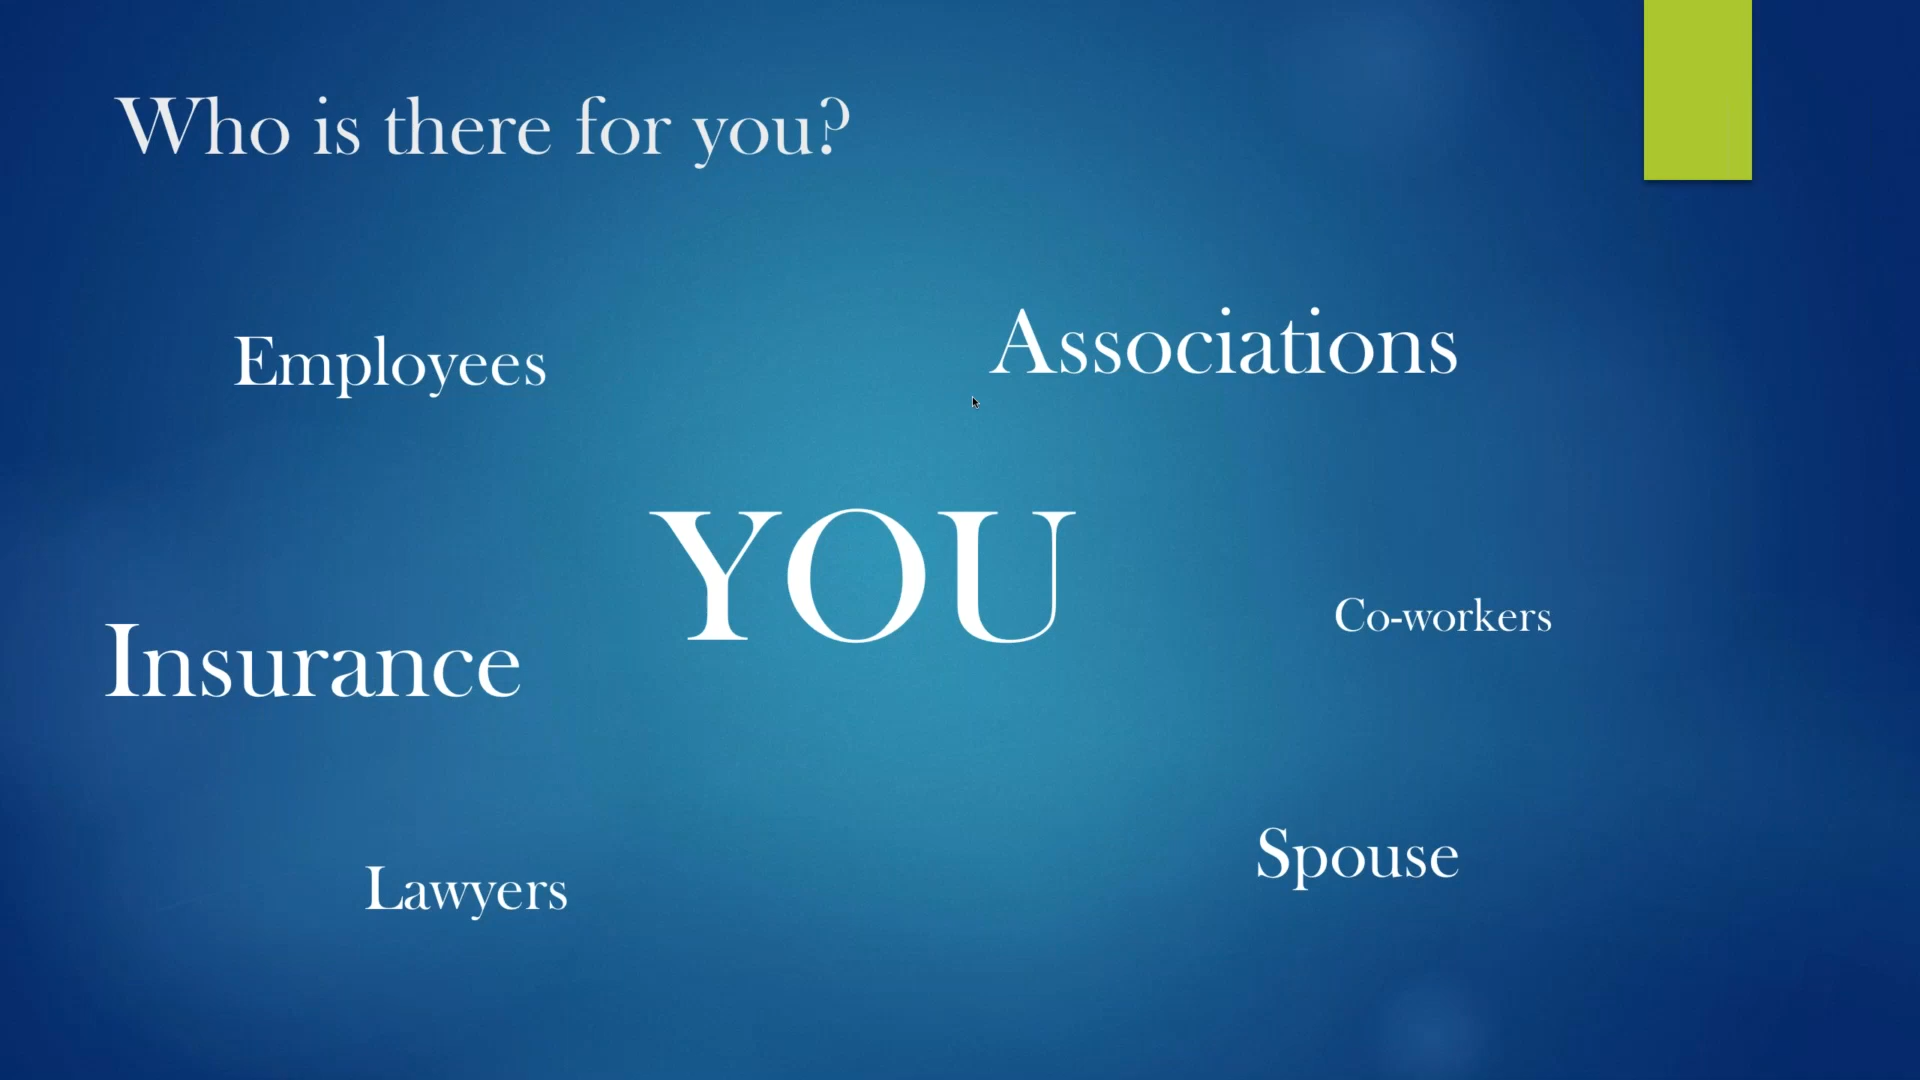 Who is there for you?
Employees
Associations
YOU
Insurance
Co-workers
Lawyers
Spouse